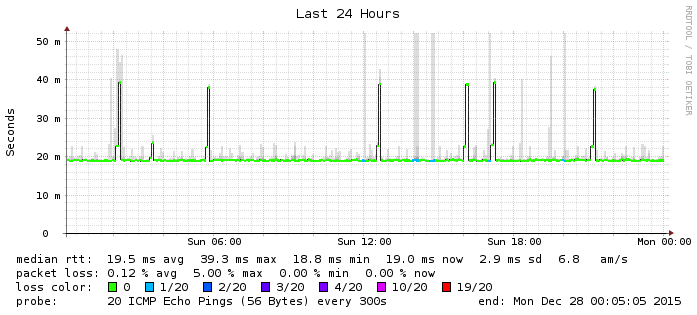 Last 24 Hours
RRDTOOL / TOBI OETIKER
Seconds
50 m
40 m
30 m
20 m
10 m
0
Sun 06:00 Sun 12:00 Sun 18:00 Mon 00:00
median rtt: 19.5 ms avg 39.3 ms max 18.8 ms min 19.0 ms now 2.9 ms sd 6.8 am/s
packet loss: 0.12 % avg 5.00 % max 0.00 % min 0.00 % now
loss color: 0 1/20 2/20 3/20 4/20 10/20 19/20
probe: 20 ICMP Echo Pings (56 Bytes) every 300s end: Mon Dec 28 00:05:05 2015